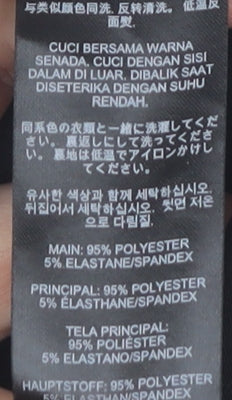 与类似颜色同洗。反转清洗。低温反
面熨.
CUCI BERSAMA WARNA
SENADA. CUCI DENGAN SISI
DALAM DI LUAR. DIBALIK SAAT
DISETERIKA DENGAN SUHU
RENDAH.
同系色の衣類と一緒に洗濯してくださ
い。裏返しにして洗ってくださ
い。裏地は低温でアイロンかけし
てください。
유사한 색상과 함께 세탁하십시오.
뒤집어서 세탁하십시오. 뒷면 저온
으로 다림질.
MAIN: 95% POLYESTER
5% ELASTANE/SPANDEX
PRINCIPAL: 95% POLYESTER
5% ÉLASTHANE/SPANDEX
TELA PRINCIPAL:
95% POLIÉSTER
5% ELASTANO/SPANDEX
HAUPTSTOFF: 95% POLYESTER
5% ELASTHAN/SPANDEX